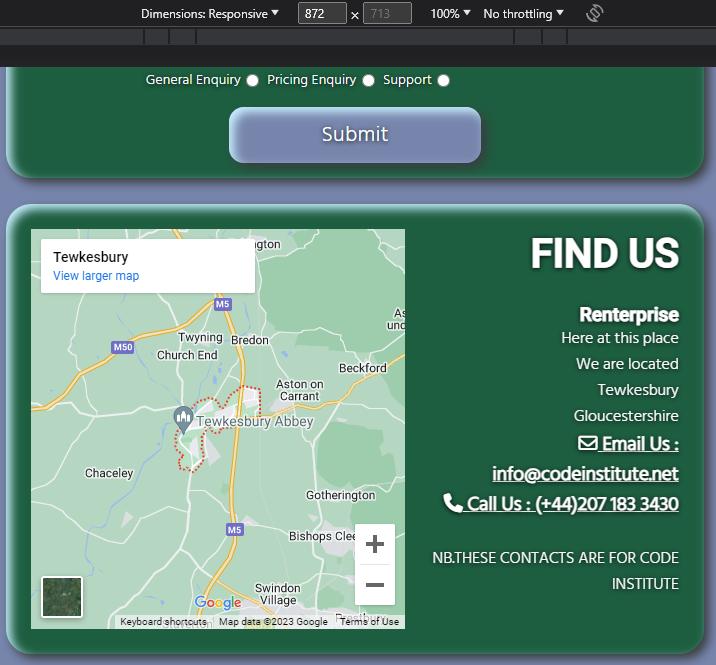 Dimensions: Responsive 872 x 713 100% No throttling
General Enquiry Pricing Enquiry Support
Submit
Tewkesbury
View larger map
M5
M50
Twyning
Church End
Bredon
Beckford
Aston on
Carrant
Tewkesbury Abbey
Chaceley
Gotherington
M5
Bishops Clee
Swindon
Village
Google
Keyboard shortcuts Map data ©2023 Google Terms of Use
FIND US
Renterprise
Here at this place
We are located
Tewkesbury
Gloucestershire
Email Us :
info@codeinstitute.net
Call Us : (+44)207 183 3430
NB.THESE CONTACTS ARE FOR CODE
INSTITUTE